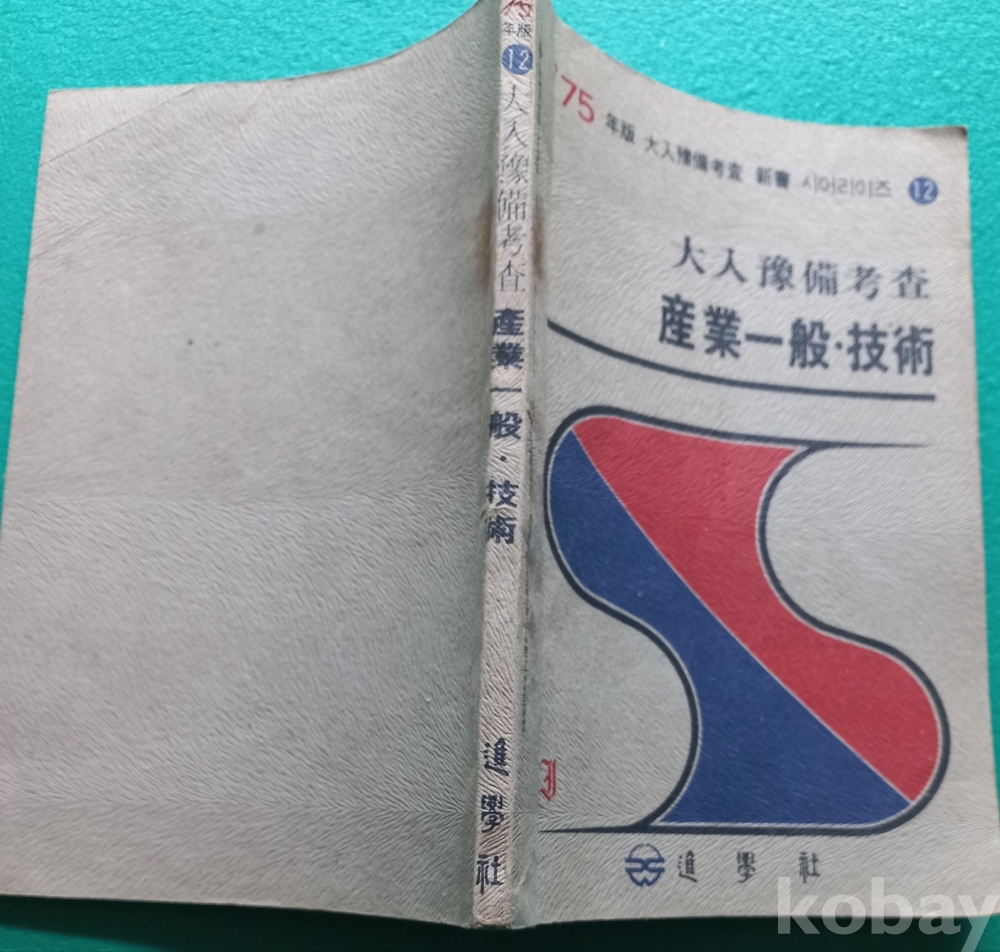 '75 年版 大入豫備考査 新書 시이리이즈 12
大入豫備考査
産業一般·技術
進學社
75
年版
12
大入豫備考査 産業一般·技術 進學社
kobay